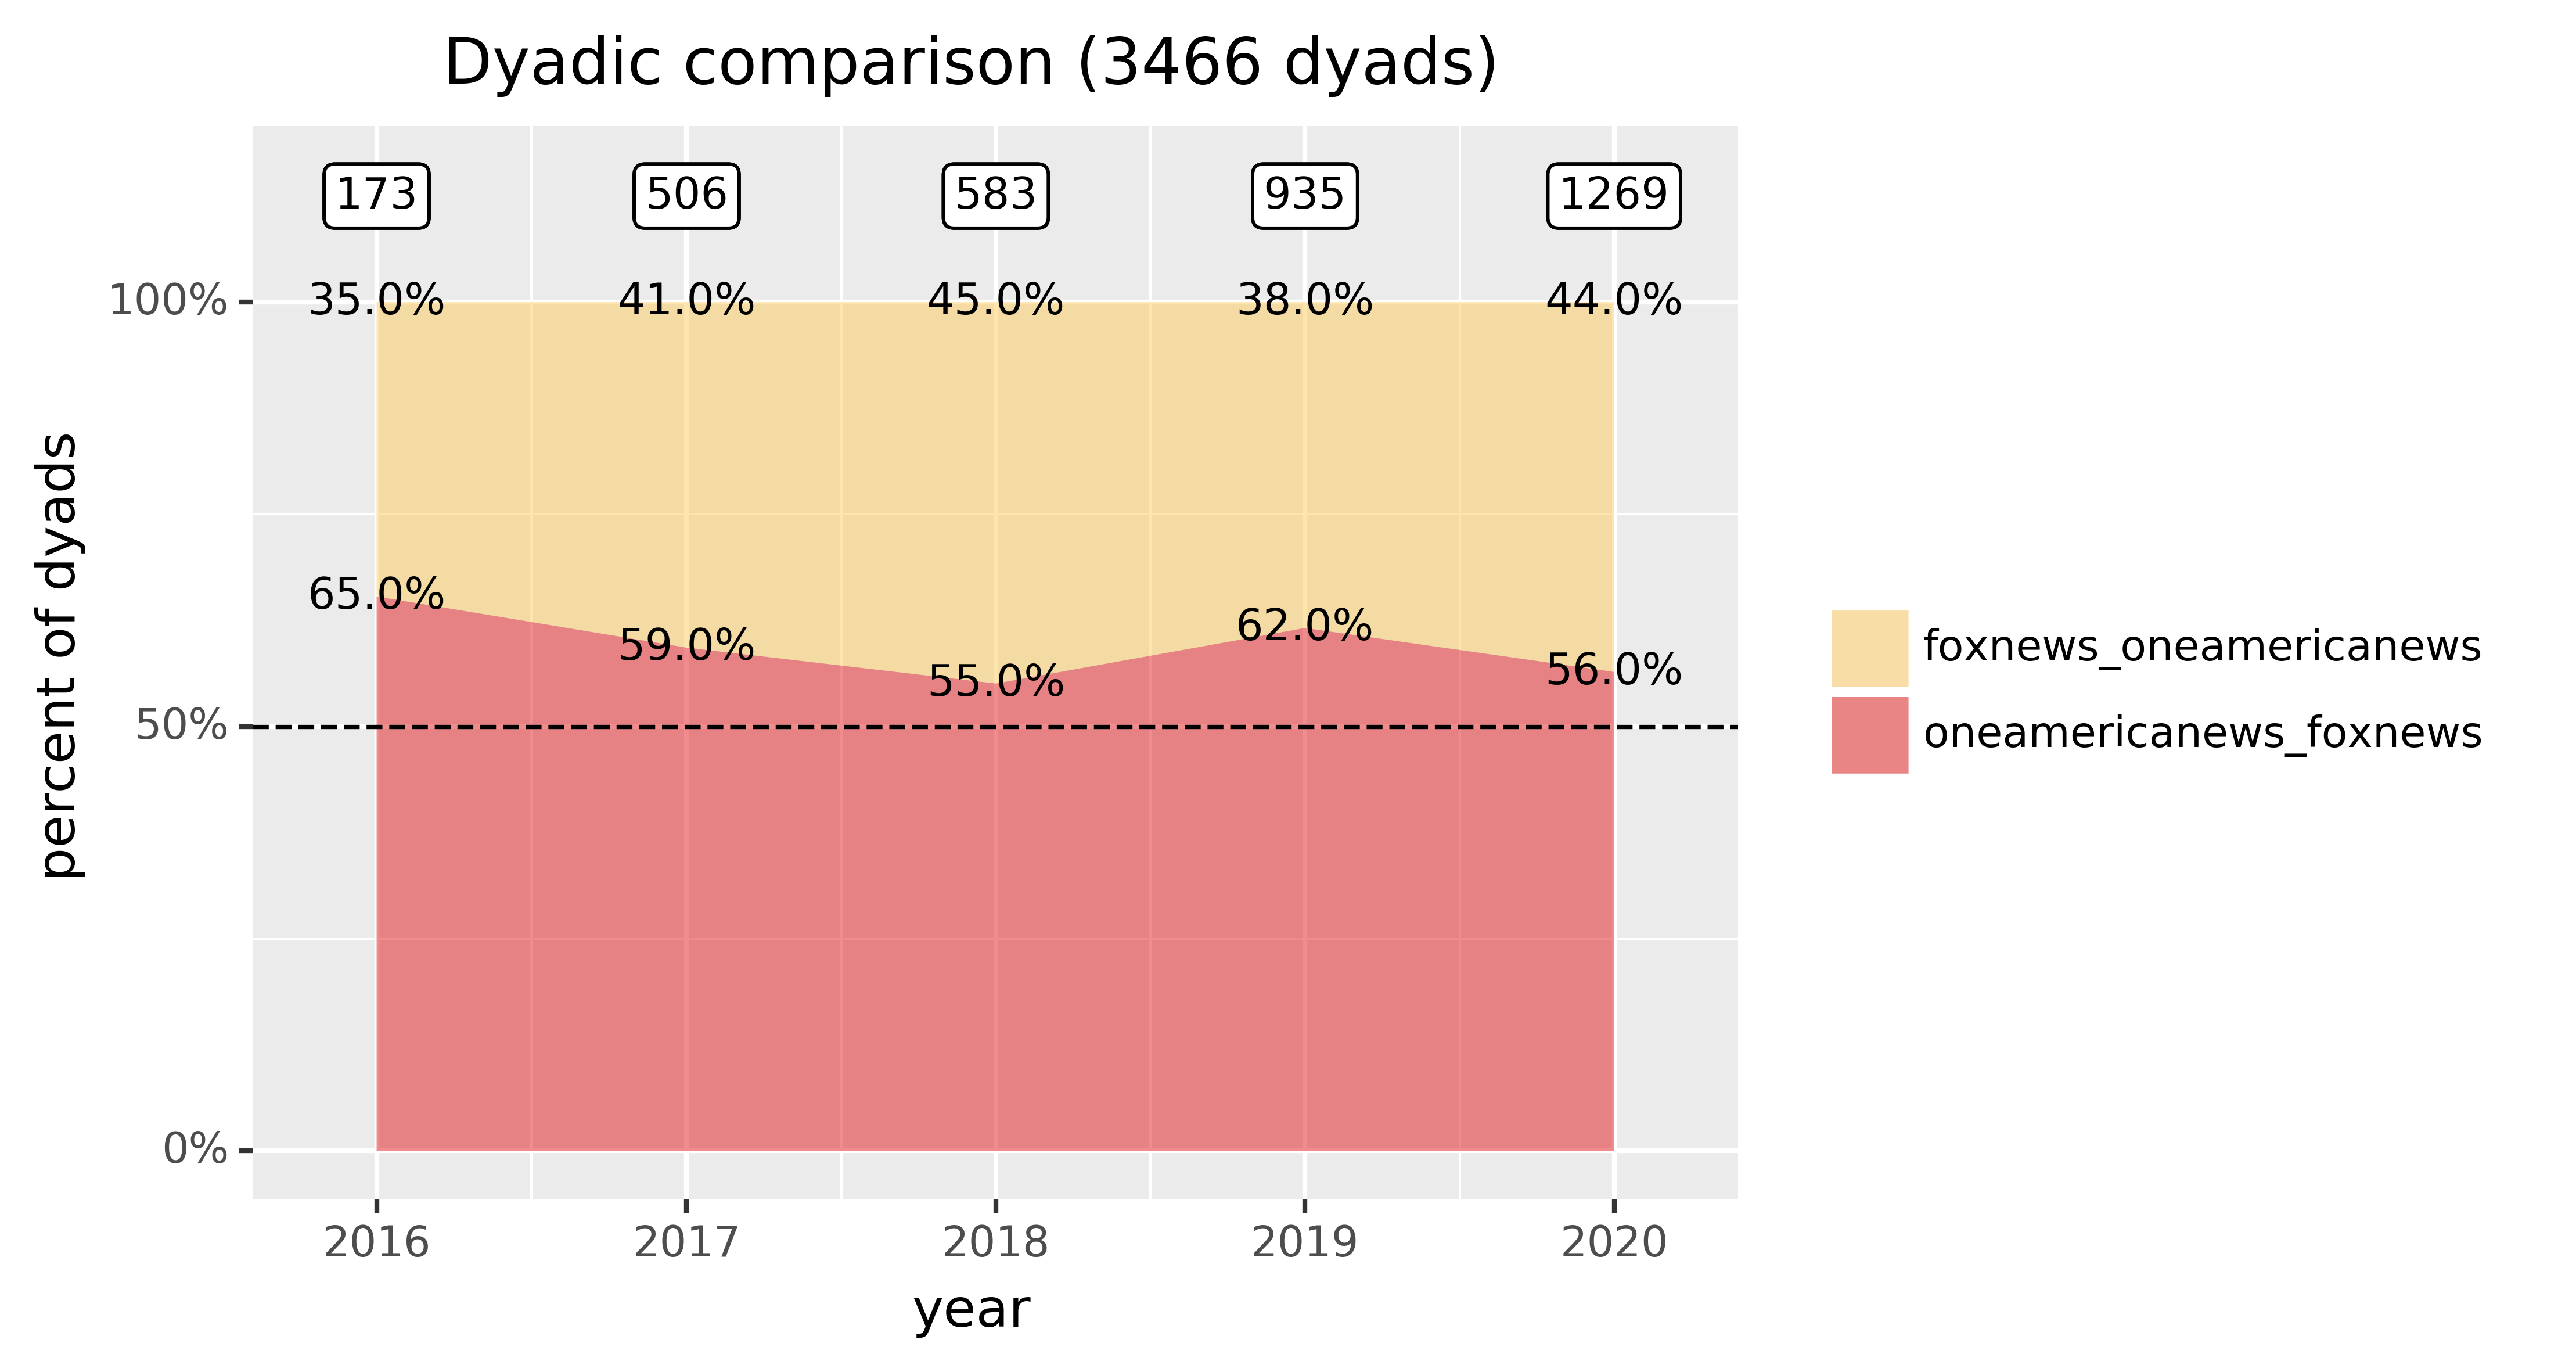 Dyadic comparison (3466 dyads)
173 506 583 935 1269
100% 35.0% 41.0% 45.0% 38.0% 44.0%
65.0% 59.0% 55.0% 62.0% 56.0%
50%
0%
2016 2017 2018 2019 2020
year
percent of dyads
foxnews_oneamericanews
oneamericanews_foxnews